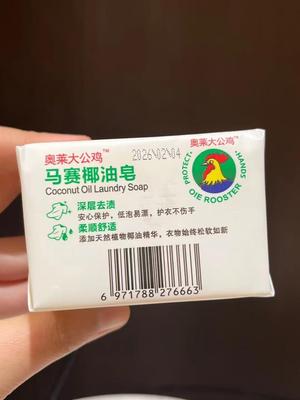 奥莱大公鸡™
2026/02/04
奥莱大公鸡™
马赛椰油皂
Coconut Oil Laundry Soap
PROTECT · HANDS
OIE ROOSTER
深层去渍
安心保护，低泡易漂，护衣不伤手
柔顺舒适
添加天然植物椰油精华，衣物始终松软如新
6 971788 276663